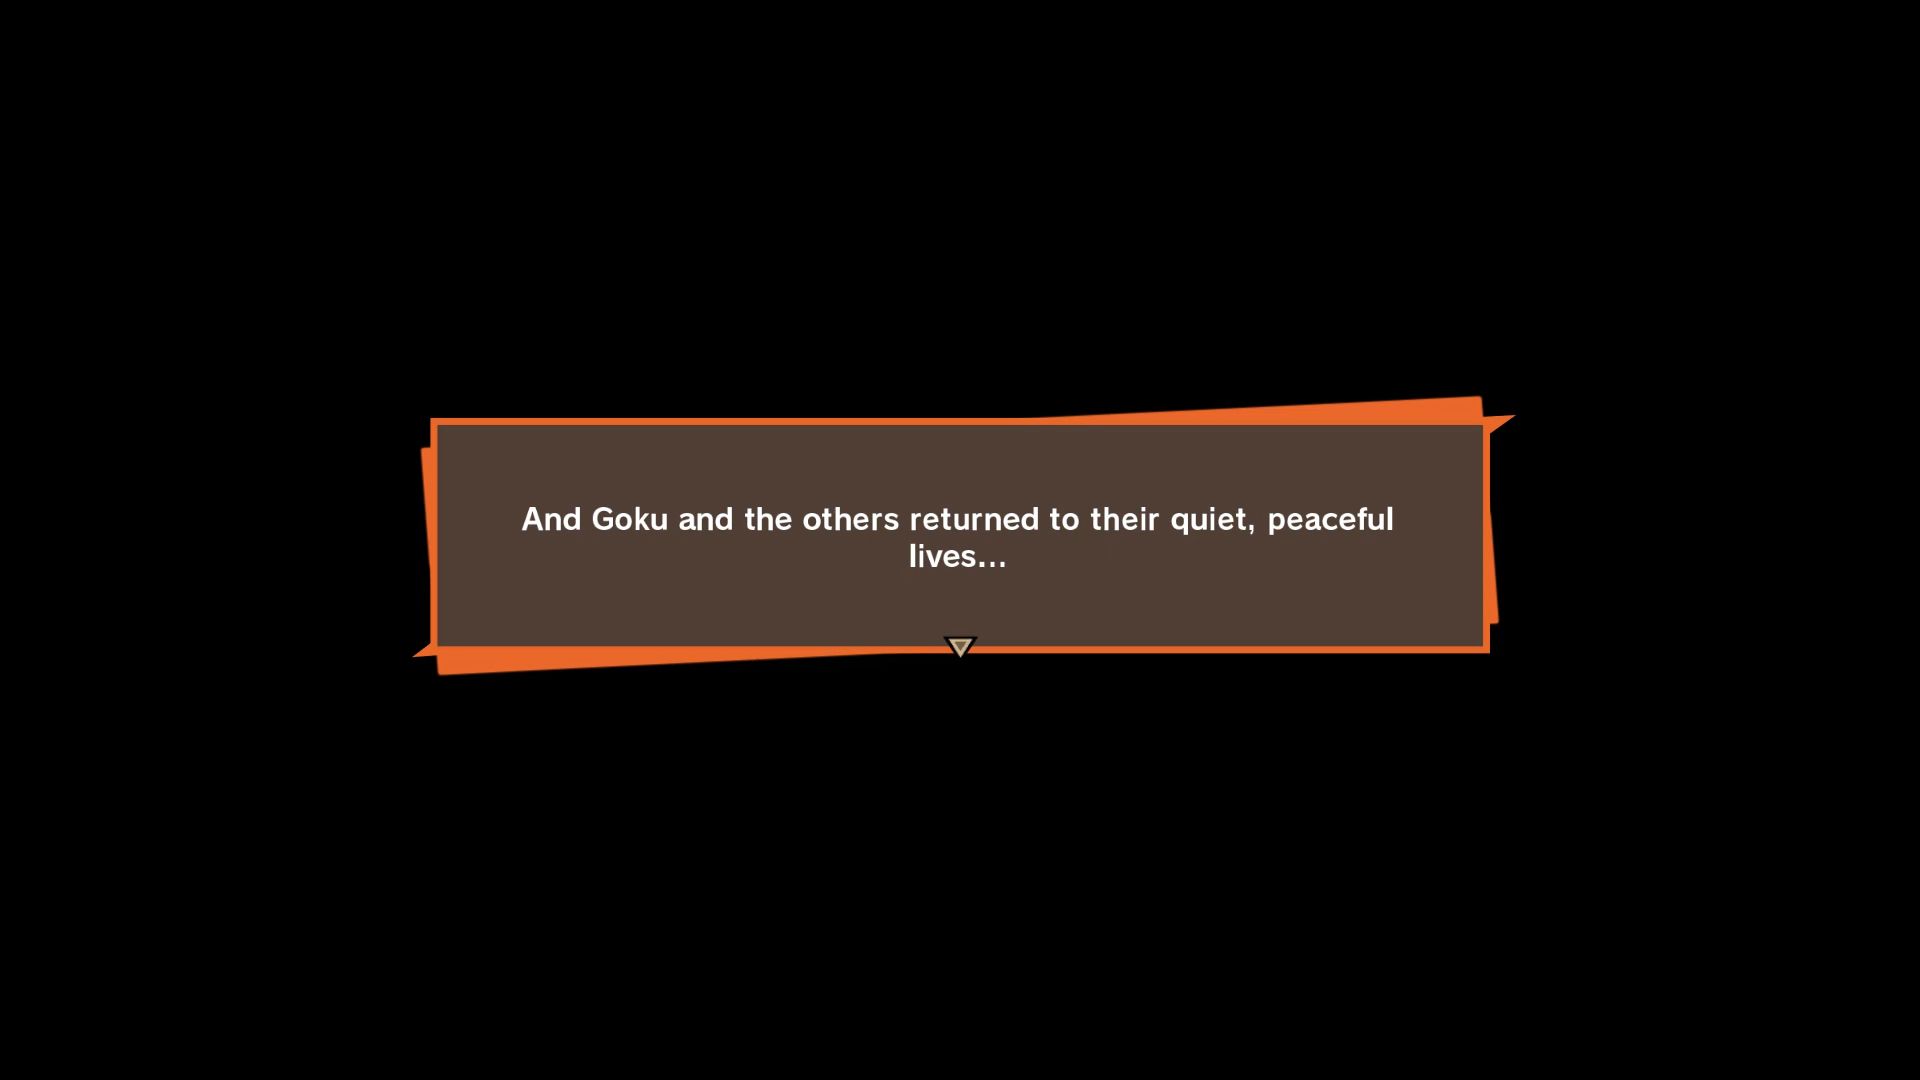 And Goku and the others returned to their quiet, peaceful
lives...